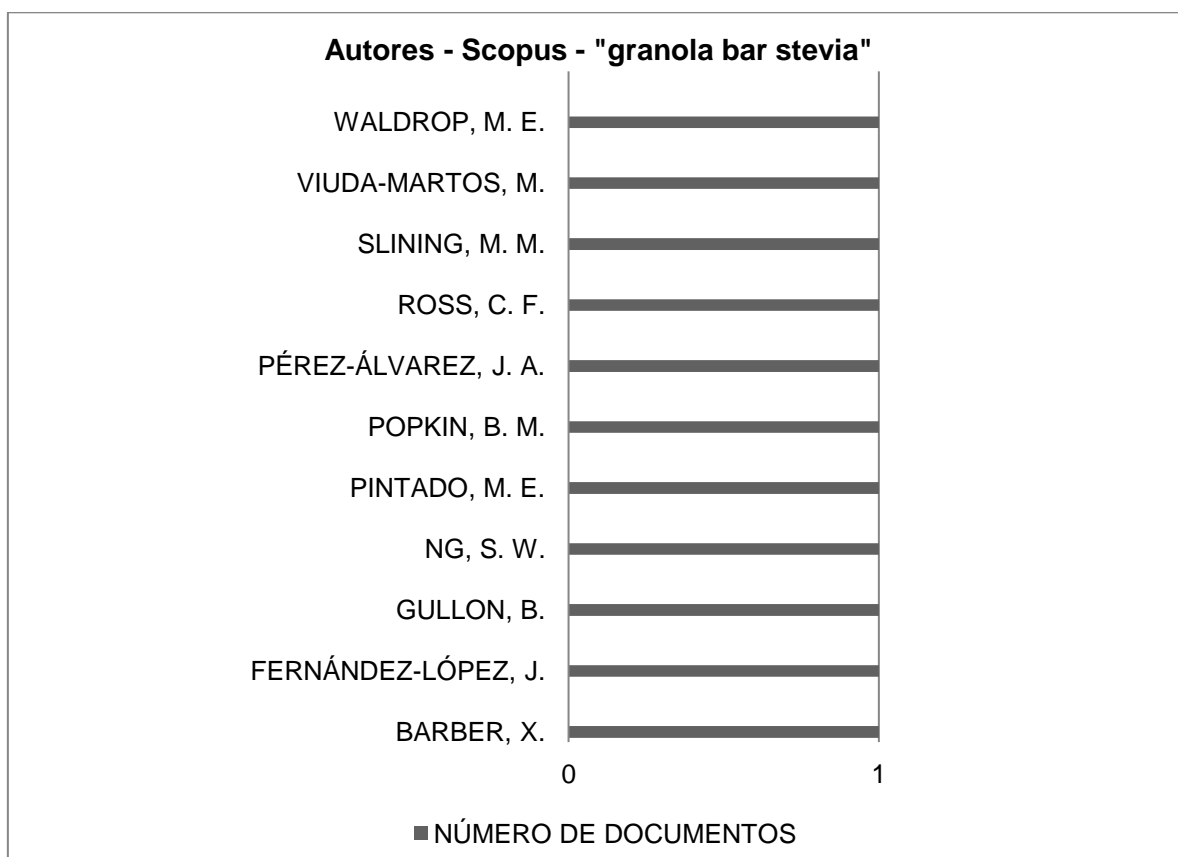 Autores - Scopus - "granola bar stevia"
WALDROP, M. E.
VIUDA-MARTOS, M.
SLINING, M. M.
ROSS, C. F.
PÉREZ-ÁLVAREZ, J. A.
POPKIN, B. M.
PINTADO, M. E.
NG, S. W.
GULLON, B.
FERNÁNDEZ-LÓPEZ, J.
BARBER, X.
0 1
NÚMERO DE DOCUMENTOS